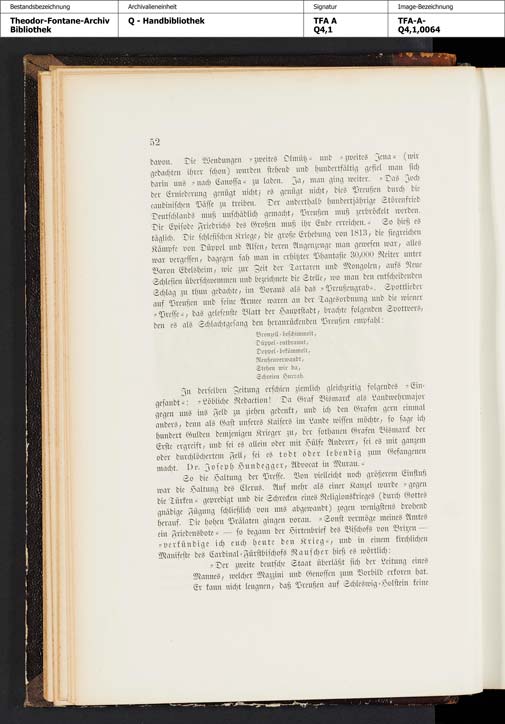 Bestandsbezeichnung
Archivalieneinheit
Signatur
Image-Bezeichnung
Theodor-Fontane-Archiv
Bibliothek
Q - Handbibliothek
TFA A
Q4,1
TFA-A-
Q4,1,0064
52
davon. Die Wendungen »zweites Olmütz« und »zweites Jena« (wir
gedachten ihrer schon) wurden stehend und hundertfältig gefiel man sich
darin uns »nach Canossa« zu laden. Ja, man ging weiter. »Das Joch
der Erniederung genügt nicht; es genügt nicht, dies Preußen durch die
caudinischen Pässe zu treiben. Der anderthalb hundertjährige Störenfried
Deutschlands muß unschädlich gemacht, Preußen muß zerbröckelt werden.
Die Episode Friedrichs des Großen muß ihr Ende erreichen.« So hieß es
täglich. Die schlesischen Kriege, die große Erhebung von 1813, die siegreichen
Kämpfe von Düppel und Alsen, deren Augenzeuge man gewesen war, alles
war vergessen, dagegen sah man in erhitzter Phantasie 30,000 Reiter unter
Baron Edelsheim, wie zur Zeit der Tartaren und Mongolen, aufs Neue
Schlesien überschwemmen und bezeichnete die Stelle, wo man den entscheidenden
Schlag zu thun gedachte, im Voraus als das »Preußengrab«. Spottlieder
auf Preußen und seine Armee waren an der Tagesordnung und die wiener
»Presse«, das gelesenste Blatt der Hauptstadt, brachte folgenden Spottvers,
den es als Schlachtgesang den heranrückenden Preußen empfahl:
Bronzell-beschimmelt,
Düppel-entbrannt,
Doppel-bekümmelt,
Reußenverwandt,
Stehen wir da,
Schreien Hurrah.
In derselben Zeitung erschien ziemlich gleichzeitig folgendes »Ein-
gesandt«: »Löbliche Redaction! Da Graf Bismarck als Landwehrmajor
gegen uns ins Feld zu ziehen gedenkt, und ich den Grafen gern einmal
anders, denn als Gast unseres Kaisers im Lande wissen möchte, so sage ich
hundert Gulden demjenigen Krieger zu, der sothanen Grafen Bismarck der
Erste ergreift, und sei es allein oder mit Hülfe Anderer, sei es mit ganzem
oder durchlöchertem Fell, sei es todt oder lebendig zum Gefangenen
macht. Dr. Joseph Hundegger, Advocat in Murau.«
So die Haltung der Presse. Von vielleicht noch größerem Einfluß
war die Haltung des Clerus. Auf mehr als einer Kanzel wurde »gegen
die Türken« gepredigt und die Schrecken eines Religionskrieges (durch Gottes
gnädige Fügung schließlich von uns abgewandt) zogen wenigstens drohend
herauf. Die hohen Prälaten gingen voran. »Sonst vermöge meines Amtes
ein Friedensbote« — so begann der Hirtenbrief des Bischofs von Brixen —
»verkündige ich euch heute den Krieg«, und in einem kirchlichen
Manifeste des Cardinal-Fürstbischofs Rauscher hieß es wörtlich:
»Der zweite deutsche Staat überläßt sich der Leitung eines
Mannes, welcher Mazzini und Genossen zum Vorbild erkoren hat.
Er kann nicht leugnen, daß Preußen auf Schleswig-Holstein keine